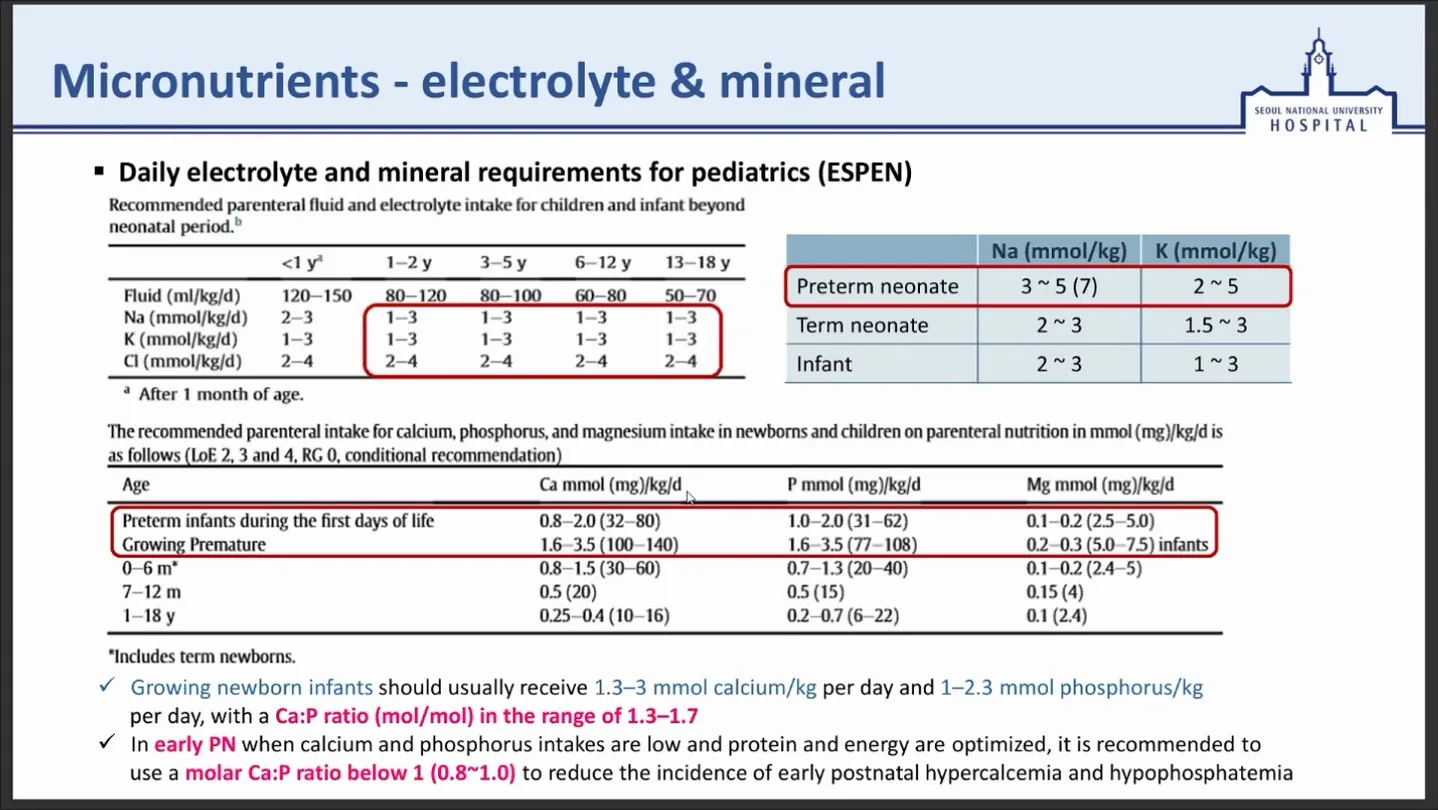 Micronutrients - electrolyte & mineral
SEOUL NATIONAL UNIVERSITY
HOSPITAL
▪ Daily electrolyte and mineral requirements for pediatrics (ESPEN)
Recommended parenteral fluid and electrolyte intake for children and infant beyond
neonatal period.b
<1 ya 1–2 y 3–5 y 6–12 y 13–18 y
Fluid (ml/kg/d) 120–150 80–120 80–100 60–80 50–70
Na (mmol/kg/d) 2–3 1–3 1–3 1–3 1–3
K (mmol/kg/d) 1–3 1–3 1–3 1–3 1–3
Cl (mmol/kg/d) 2–4 2–4 2–4 2–4 2–4
a After 1 month of age.
Na (mmol/kg) K (mmol/kg)
Preterm neonate 3 ~ 5 (7) 2 ~ 5
Term neonate 2 ~ 3 1.5 ~ 3
Infant 2 ~ 3 1 ~ 3
The recommended parenteral intake for calcium, phosphorus, and magnesium intake in newborns and children on parenteral nutrition in mmol (mg)/kg/d is
as follows (LoE 2, 3 and 4, RG 0, conditional recommendation)
Age Ca mmol (mg)/kg/d P mmol (mg)/kg/d Mg mmol (mg)/kg/d
Preterm infants during the first days of life 0.8–2.0 (32–80) 1.0–2.0 (31–62) 0.1–0.2 (2.5–5.0)
Growing Premature 1.6–3.5 (100–140) 1.6–3.5 (77–108) 0.2–0.3 (5.0–7.5) infants
0–6 m* 0.8–1.5 (30–60) 0.7–1.3 (20–40) 0.1–0.2 (2.4–5)
7–12 m 0.5 (20) 0.5 (15) 0.15 (4)
1–18 y 0.25–0.4 (10–16) 0.2–0.7 (6–22) 0.1 (2.4)
*Includes term newborns.
✓ Growing newborn infants should usually receive 1.3–3 mmol calcium/kg per day and 1–2.3 mmol phosphorus/kg
per day, with a Ca:P ratio (mol/mol) in the range of 1.3–1.7
✓ In early PN when calcium and phosphorus intakes are low and protein and energy are optimized, it is recommended to
use a molar Ca:P ratio below 1 (0.8~1.0) to reduce the incidence of early postnatal hypercalcemia and hypophosphatemia